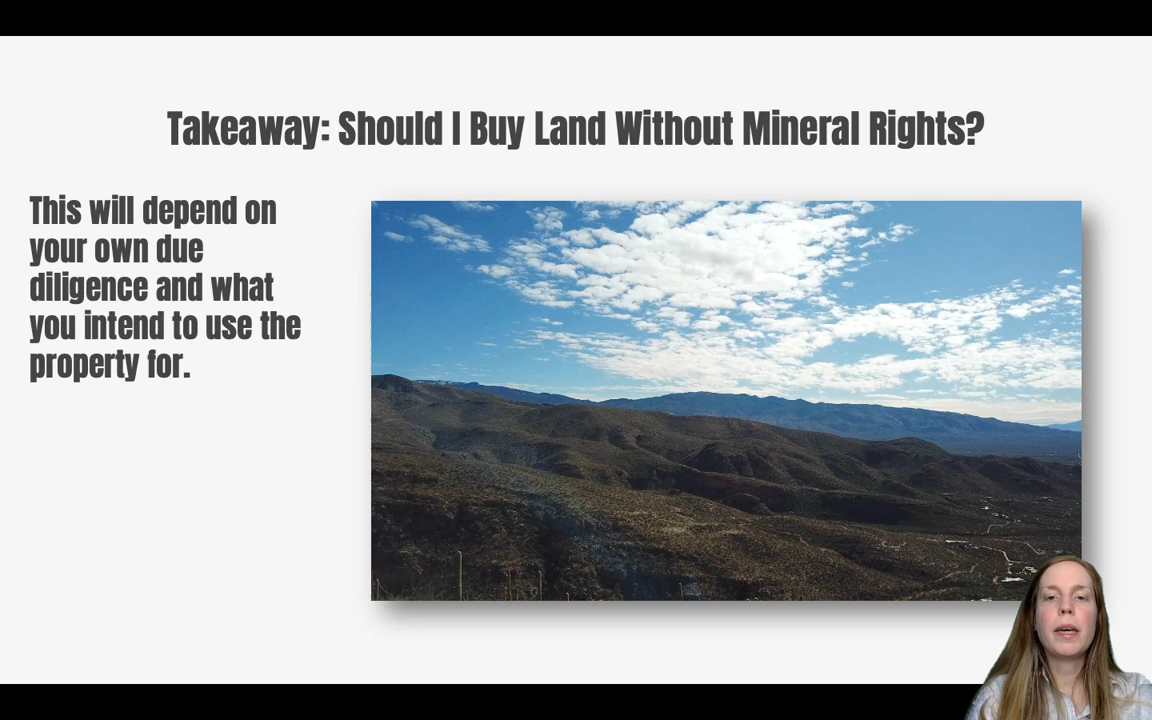 Takeaway: Should I Buy Land Without Mineral Rights?
This will depend on
your own due
diligence and what
you intend to use the
property for.